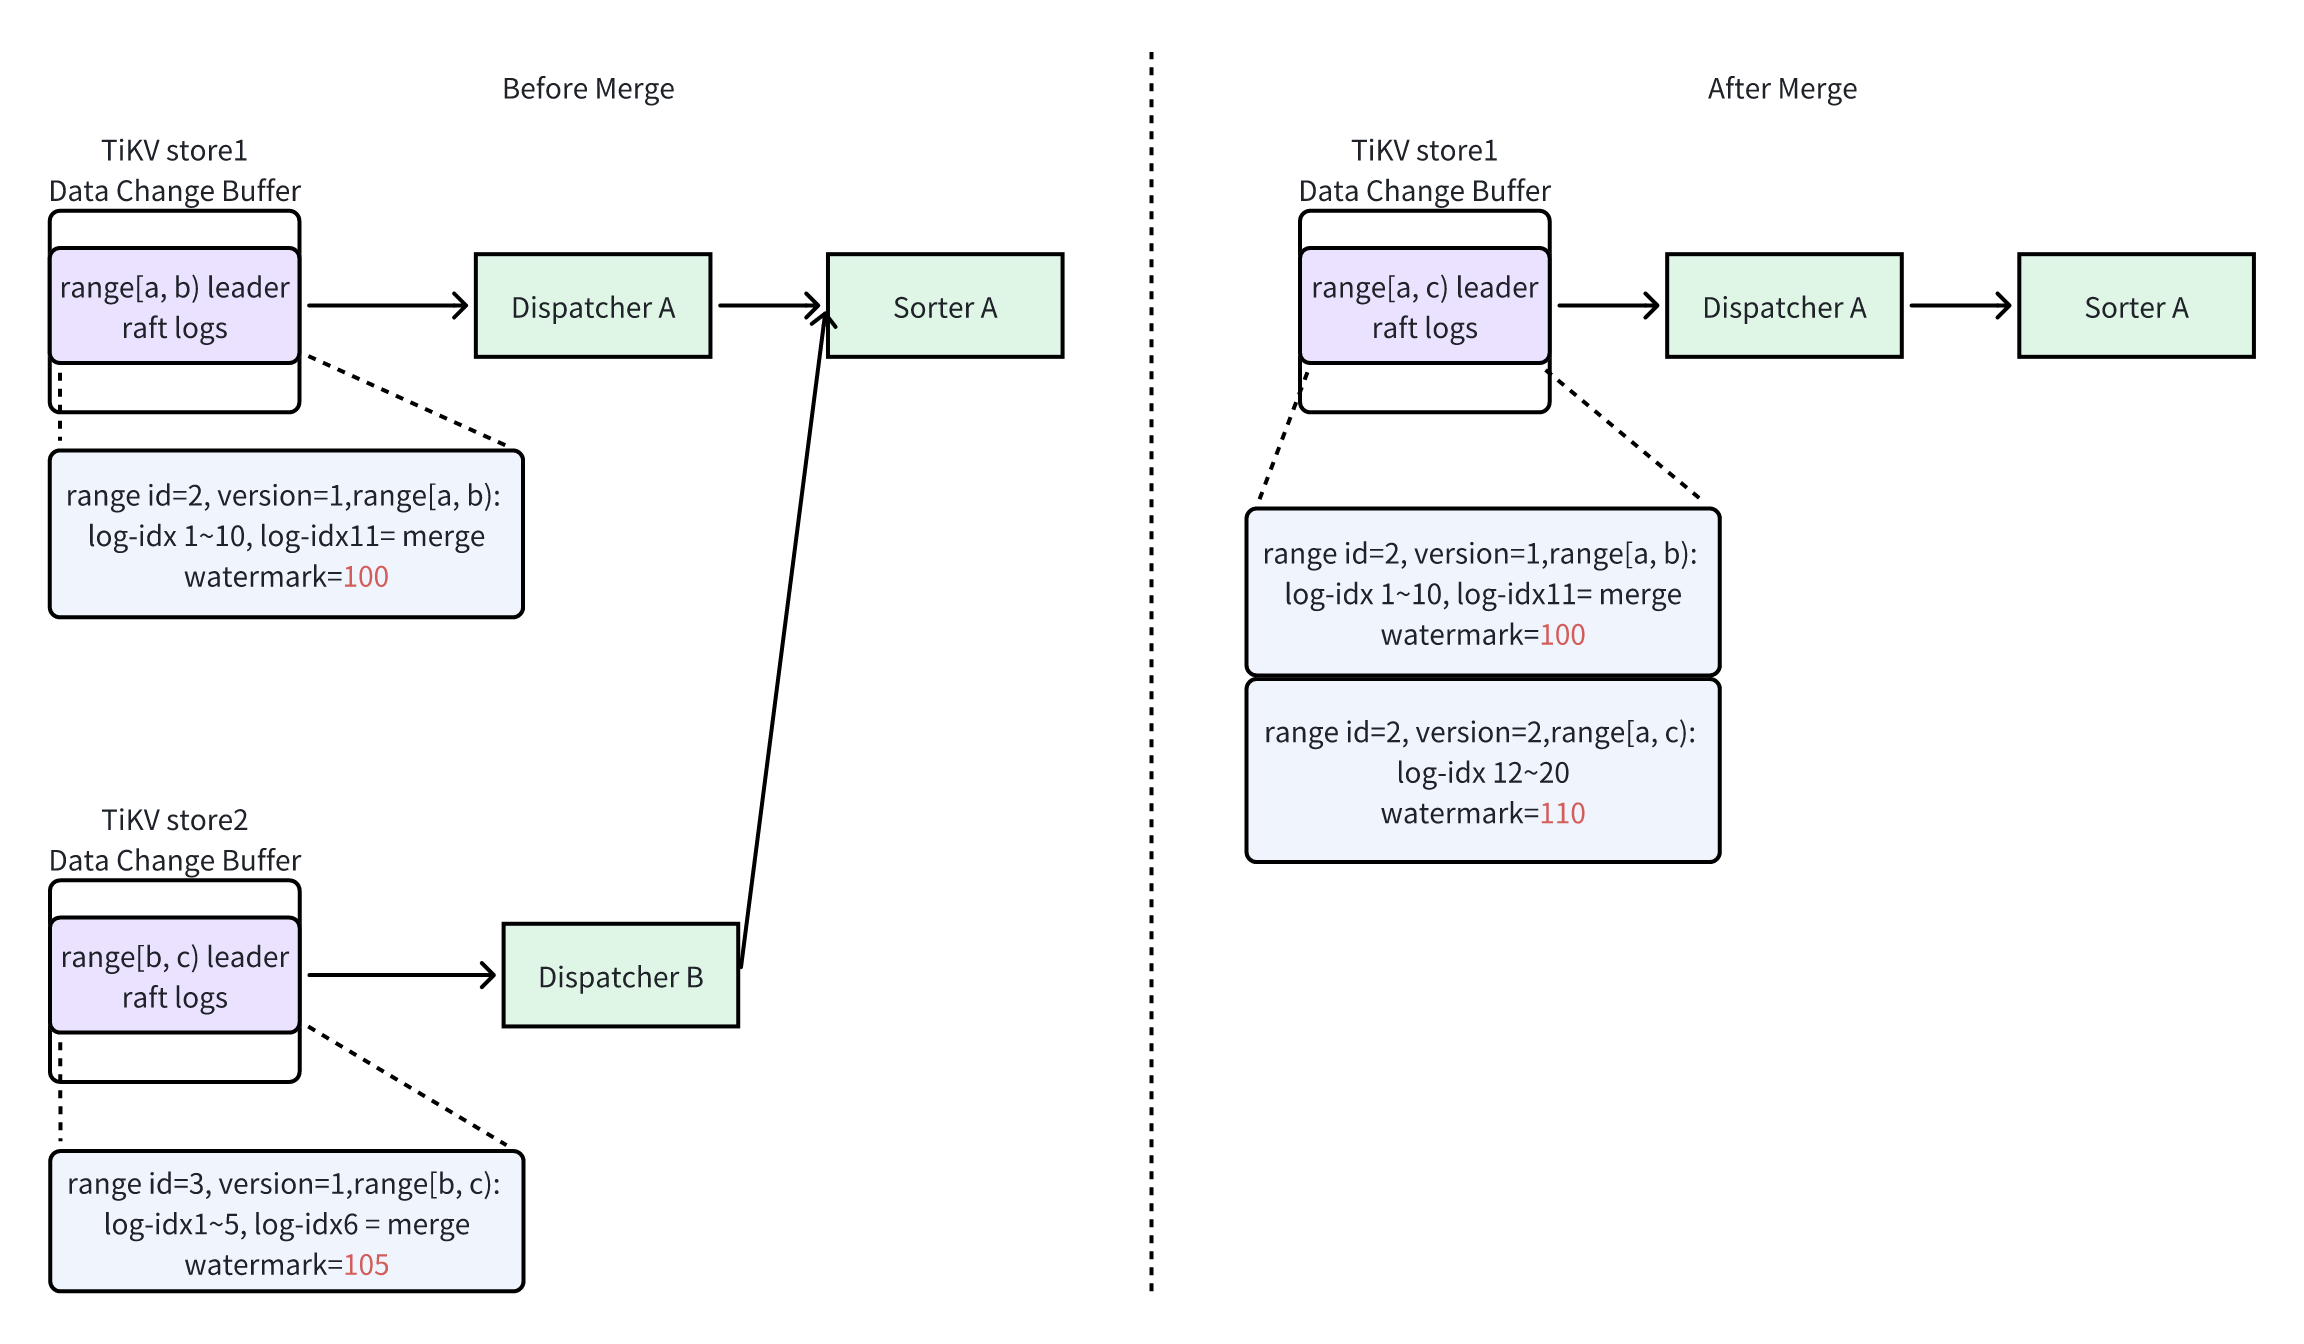 Before Merge
TiKV store1
Data Change Buffer
range[a, b) leader
raft logs
Dispatcher A
Sorter A
range id=2, version=1,range[a, b):
log-idx 1~10, log-idx11= merge
watermark=100
TiKV store2
Data Change Buffer
range[b, c) leader
raft logs
Dispatcher B
range id=3, version=1,range[b, c):
log-idx1~5, log-idx6 = merge
watermark=105
After Merge
TiKV store1
Data Change Buffer
range[a, c) leader
raft logs
Dispatcher A
Sorter A
range id=2, version=1,range[a, b):
log-idx 1~10, log-idx11= merge
watermark=100
range id=2, version=2,range[a, c):
log-idx 12~20
watermark=110